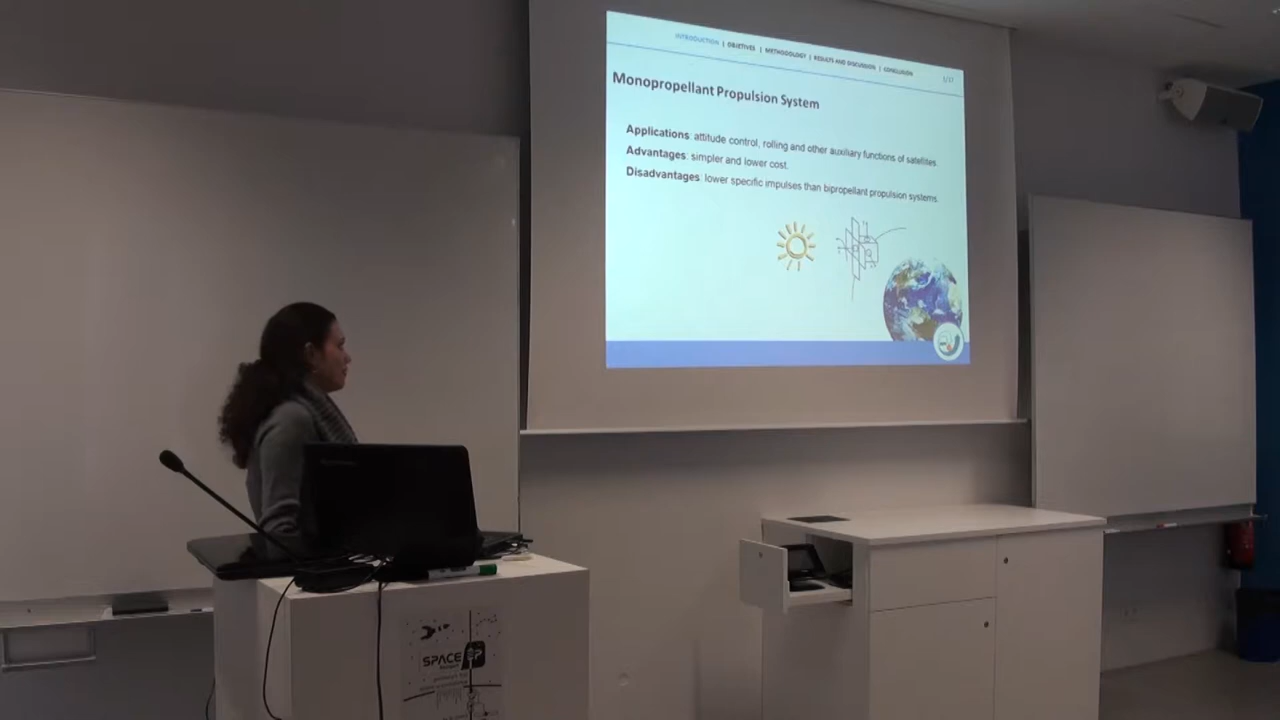 INTRODUCTION | OBJETIVES | METHODOLOGY | RESULTS AND DISCUSSION | CONCLUSION
Monopropellant Propulsion System
Applications: attitude control, rolling and other auxiliary functions of satellites.
Advantages: simpler and lower cost.
Disadvantages: lower specific impulses than bipropellant propulsion systems.
SPACE